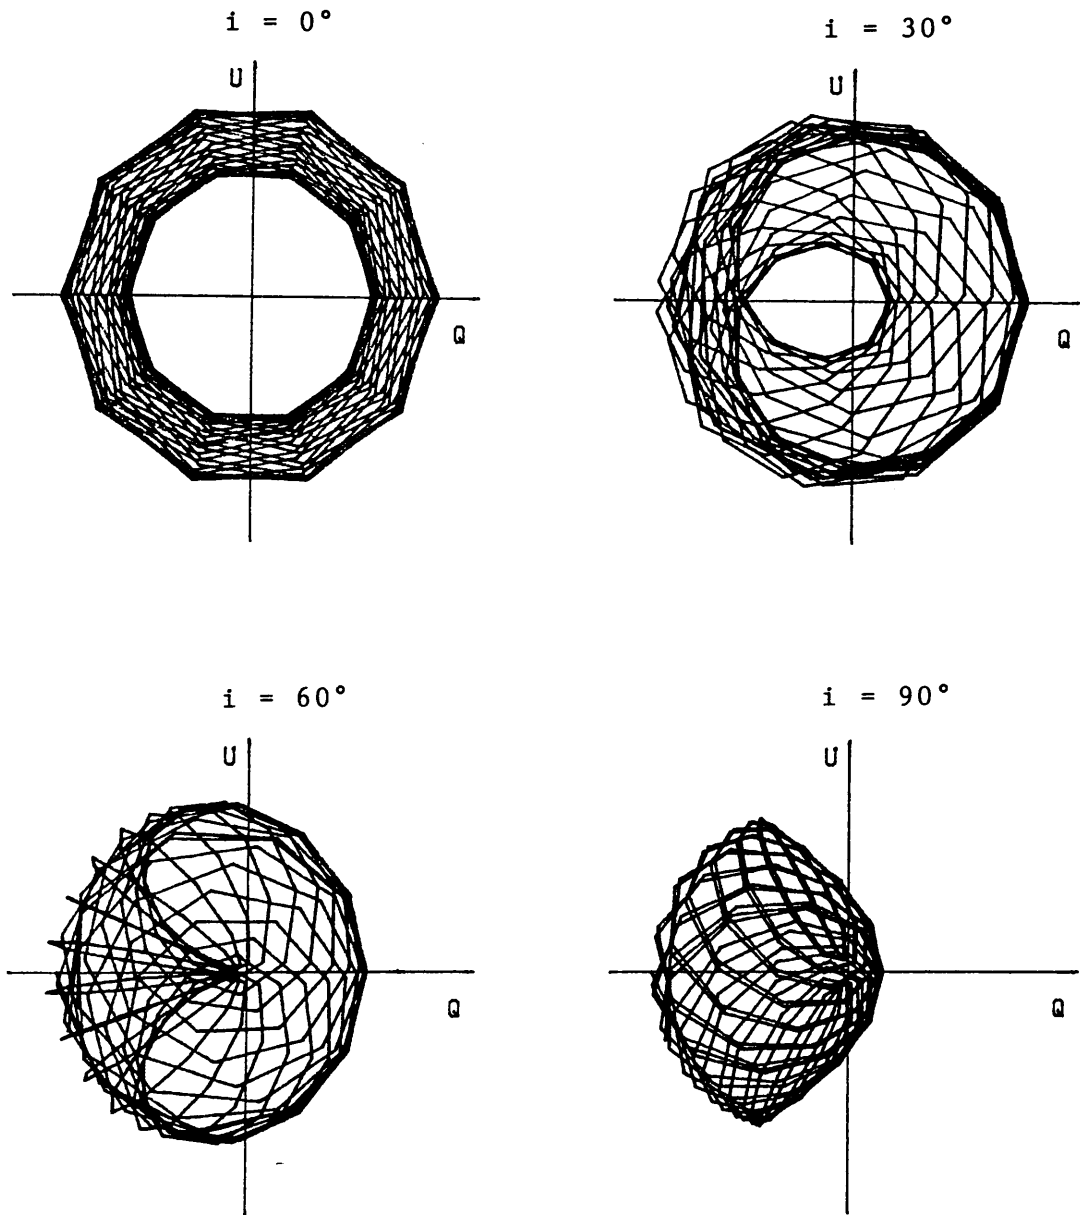 i = 0°
U
Q
i = 30°
U
Q
i = 60°
U
Q
i = 90°
U
Q